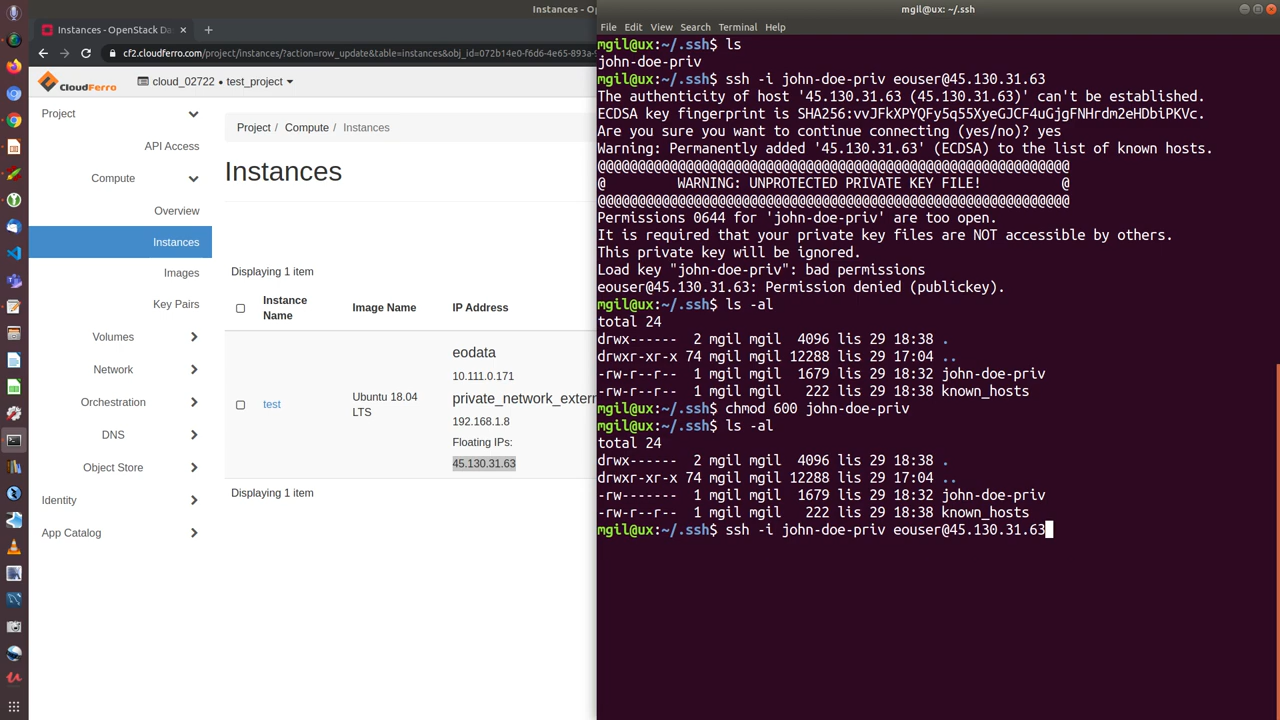 Instances - OpenStack Da
mgil@ux: ~/.ssh
File Edit View Search Terminal Help
Instances - OpenStack Da
cf2.cloudferro.com/project/instances/?action=row_update&table=instances&obj_id=072b14e0-f6d6-4e65-893a-9
CloudFerro
cloud_02722 • test_project
Project
API Access
Compute
Overview
Instances
Images
Key Pairs
Volumes
Network
Orchestration
DNS
Object Store
Identity
App Catalog
Project / Compute / Instances
Instances
Displaying 1 item
Instance Name
Image Name
IP Address
test
Ubuntu 18.04 LTS
eodata
10.111.0.171
private_network_extern
192.168.1.8
Floating IPs:
45.130.31.63
Displaying 1 item
mgil@ux:~/.ssh$ ls
john-doe-priv
mgil@ux:~/.ssh$ ssh -i john-doe-priv eouser@45.130.31.63
The authenticity of host '45.130.31.63 (45.130.31.63)' can't be established.
ECDSA key fingerprint is SHA256:vvJFkXPYQFy5q55XyeGJCF4uGjgFNHrdm2eHDbiPKVc.
Are you sure you want to continue connecting (yes/no)? yes
Warning: Permanently added '45.130.31.63' (ECDSA) to the list of known hosts.
@@@@@@@@@@@@@@@@@@@@@@@@@@@@@@@@@@@@@@@@@@@@@@@@@@@@@@@@@@@
@         WARNING: UNPROTECTED PRIVATE KEY FILE!          @
@@@@@@@@@@@@@@@@@@@@@@@@@@@@@@@@@@@@@@@@@@@@@@@@@@@@@@@@@@@
Permissions 0644 for 'john-doe-priv' are too open.
It is required that your private key files are NOT accessible by others.
This private key will be ignored.
Load key "john-doe-priv": bad permissions
eouser@45.130.31.63: Permission denied (publickey).
mgil@ux:~/.ssh$ ls -al
total 24
drwx------  2 mgil mgil  4096 lis 29 18:38 .
drwxr-xr-x 74 mgil mgil 12288 lis 29 17:04 ..
-rw-r--r--  1 mgil mgil  1679 lis 29 18:32 john-doe-priv
-rw-r--r--  1 mgil mgil   222 lis 29 18:38 known_hosts
mgil@ux:~/.ssh$ chmod 600 john-doe-priv
mgil@ux:~/.ssh$ ls -al
total 24
drwx------  2 mgil mgil  4096 lis 29 18:38 .
drwxr-xr-x 74 mgil mgil 12288 lis 29 17:04 ..
-rw-------  1 mgil mgil  1679 lis 29 18:32 john-doe-priv
-rw-r--r--  1 mgil mgil   222 lis 29 18:38 known_hosts
mgil@ux:~/.ssh$ ssh -i john-doe-priv eouser@45.130.31.63